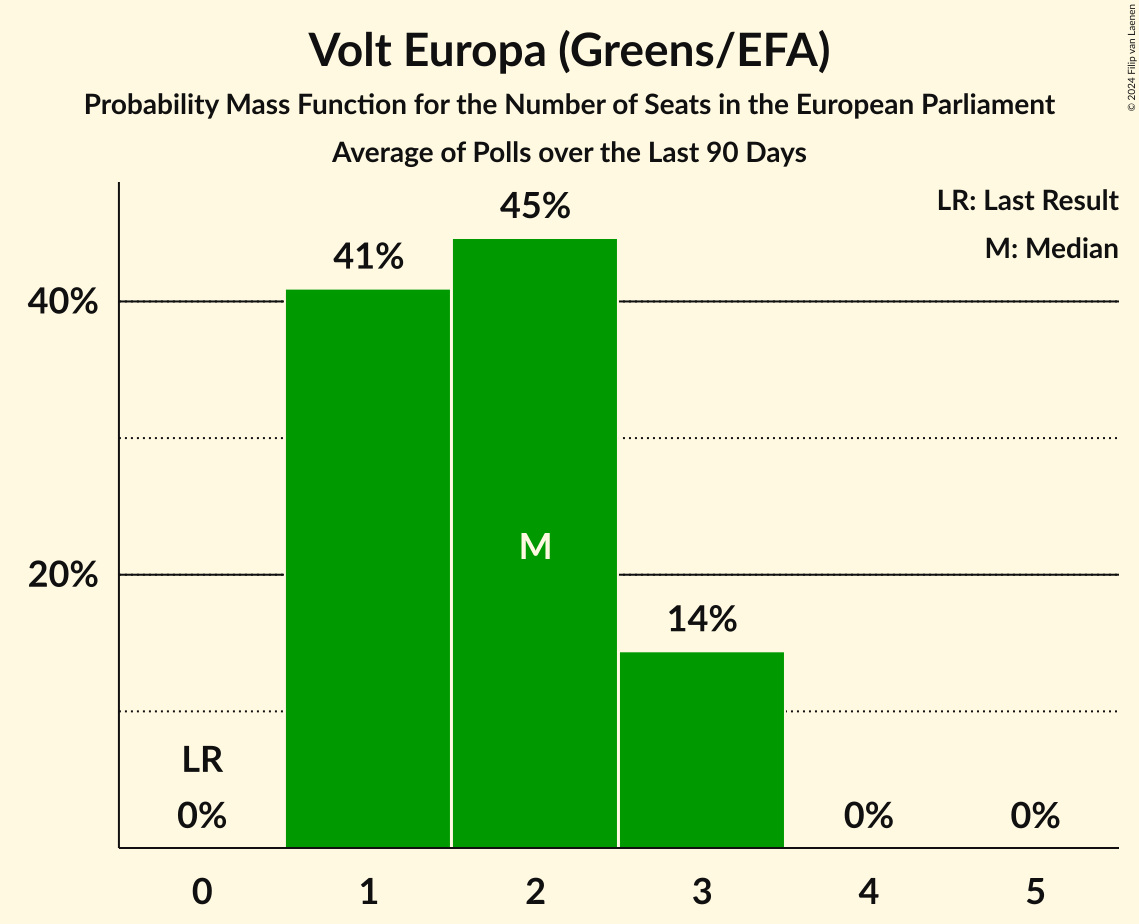 Volt Europa (Greens/EFA)
Probability Mass Function for the Number of Seats in the European Parliament
Average of Polls over the Last 90 Days
© 2024 Filip van Laenen
LR: Last Result
M: Median
45%
41%
40%
M
20%
14%
LR
0%
0%
0%
0
1
2
3
4
5